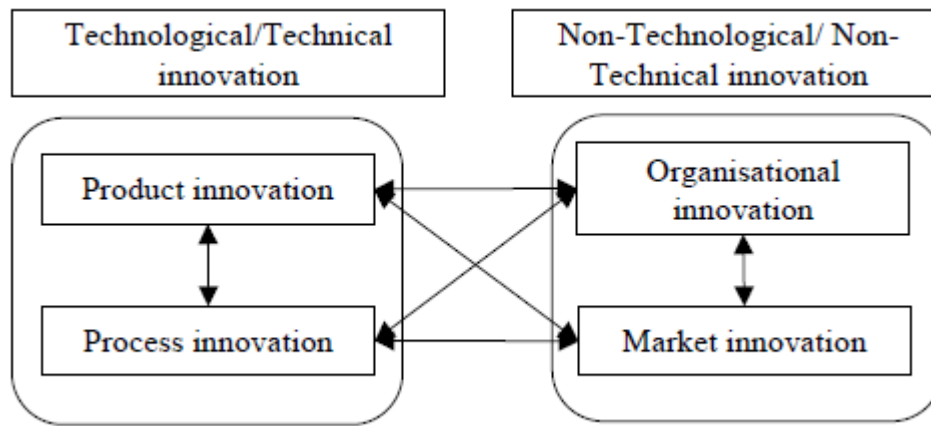 Technological/Technical
innovation
Non-Technological/ Non-
Technical innovation
Product innovation
Organisational
innovation
Process innovation
Market innovation